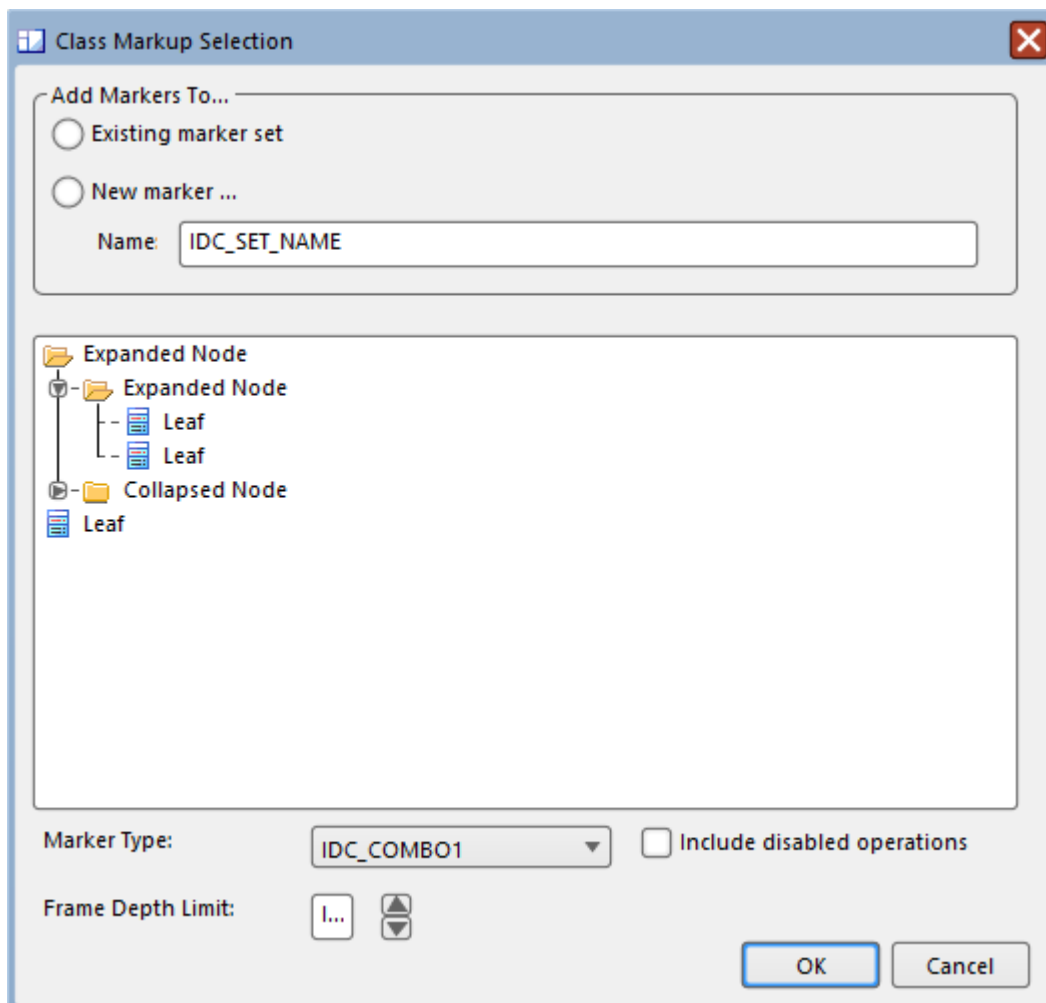 Class Markup Selection
Add Markers To...
Existing marker set
New marker ...
Name: IDC_SET_NAME
Expanded Node
Expanded Node
Leaf
Leaf
Collapsed Node
Leaf
Marker Type: IDC_COMBO1 Include disabled operations
Frame Depth Limit: I...
OK Cancel